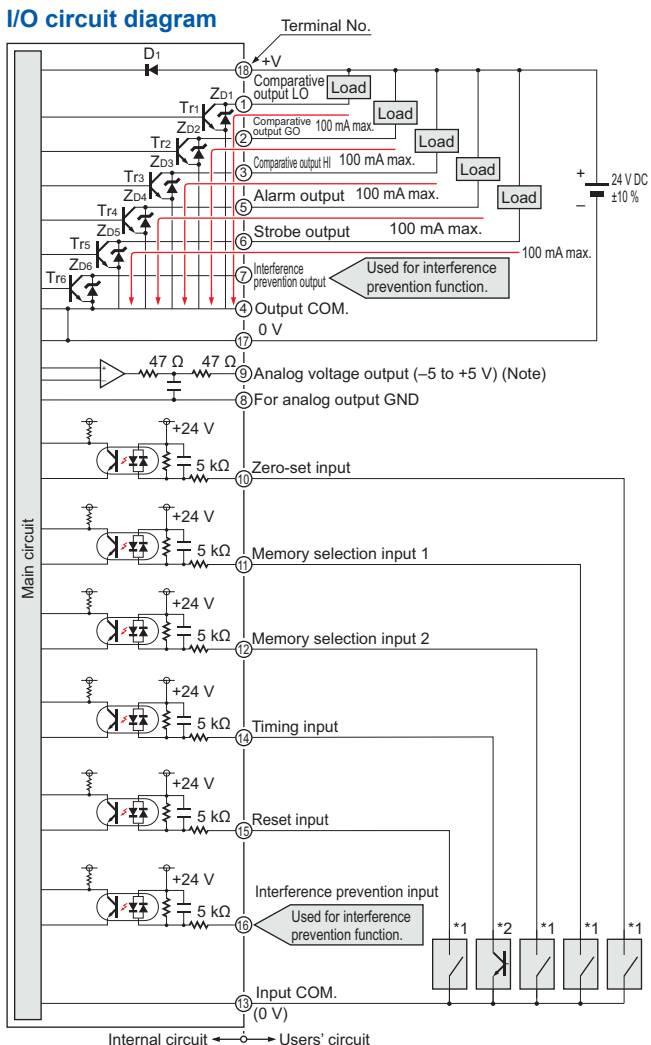 I/O circuit diagram
Terminal No.
D1
18 +V
Comparative
output LO
Load
ZD1
1
Tr1
Load
ZD2
Comparative
output GO
100 mA max.
2
Tr2
Load
ZD3
Comparative output HI
100 mA max.
3
Tr3
Load
ZD4
Alarm output
100 mA max.
5
Tr4
Load
+
–
24 V DC
±10 %
ZD5
Strobe output
100 mA max.
6
Tr5
100 mA max.
ZD6
7
Interference
prevention output
Used for interference
prevention function.
Tr6
4 Output COM.
0 V
17
47 Ω 47 Ω
+
–
9 Analog voltage output (–5 to +5 V) (Note)
8 For analog output GND
+24 V
5 kΩ
Zero-set input
10
+24 V
5 kΩ
Memory selection input 1
11
Main circuit
+24 V
5 kΩ
Memory selection input 2
12
+24 V
5 kΩ
Timing input
14
+24 V
5 kΩ
Reset input
15
+24 V
Interference prevention input
5 kΩ
16
Used for interference
prevention function.
*1 *2 *1 *1 *1
13 Input COM.
(0 V)
Internal circuit Users' circuit